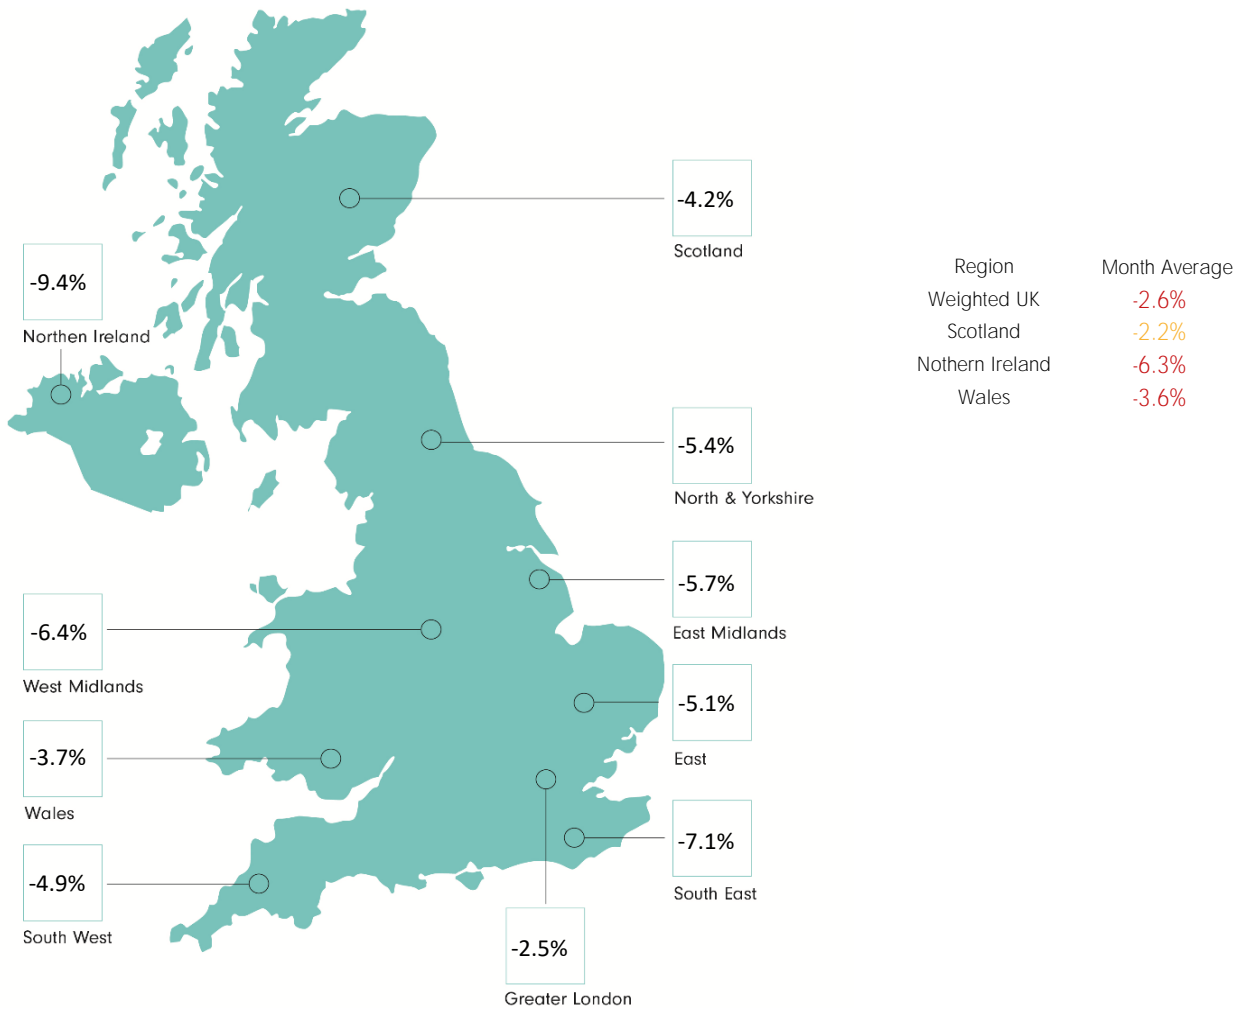 -4.2%
Scotland
-9.4%
Northen Ireland
-5.4%
North & Yorkshire
-5.7%
East Midlands
-6.4%
West Midlands
-5.1%
East
-3.7%
Wales
-7.1%
South East
-4.9%
South West
-2.5%
Greater London
Region Month Average
Weighted UK -2.6%
Scotland -2.2%
Nothern Ireland -6.3%
Wales -3.6%